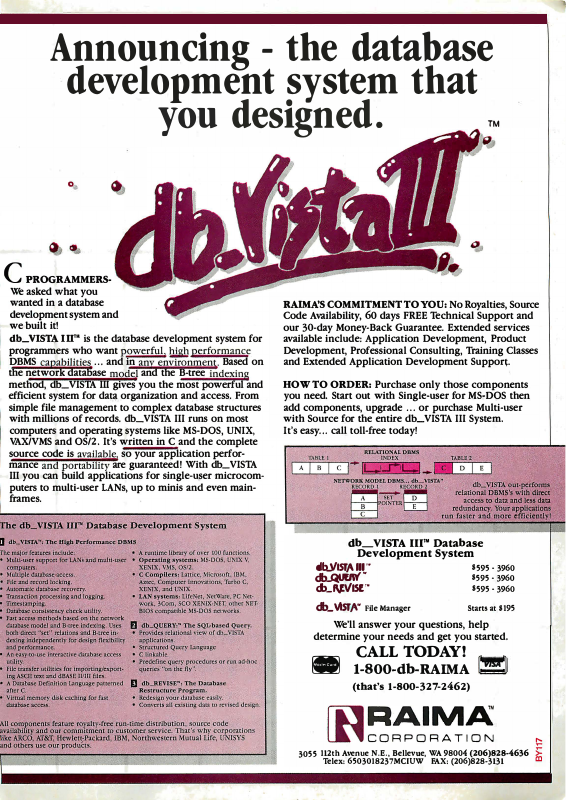 Announcing - the database
development system that
you designed.
TM
db_Vista III
C PROGRAMMERS-
We asked what you
wanted in a database
development system and
we built it!
db_VISTA III™ is the database development system for
programmers who want powerful, high performance
DBMS capabilities ... and in any environment. Based on
the network database model and the B-tree indexing
method, db_VISTA III gives you the most powerful and
efficient system for data organization and access. From
simple file management to complex database structures
with millions of records. db_VISTA III runs on most
computers and operating systems like MS-DOS, UNIX,
VAX/VMS and OS/2. It's written in C and the complete
source code is available, so your application perfor-
mance and portability are guaranteed! With db_VISTA
III you can build applications for single-user microcom-
puters to multi-user LANs, up to minis and even main-
frames.
The db_VISTA III™ Database Development System
1 db_VISTA™: The High Performance DBMS
The major features include:
• Multi-user support for LANs and multi-user
computers.
• Multiple database access.
• File and record locking.
• Automatic database recovery.
• Transaction processing and logging.
• Timestamping.
• Database consistency check utility.
• Fast access methods based on the network
database model and B-tree indexing. Uses
both direct "set" relations and B-tree in-
dexing independently for design flexibility
and performance.
• An easy-to-use interactive database access
utility.
• File transfer utilities for importing/export-
ing ASCII text and dBASE II/III files.
• A Database Definition Language patterned
after C.
• Virtual memory disk caching for fast
database access.
• A runtime library of over 100 functions.
• Operating systems: MS-DOS, UNIX V,
XENIX, VMS, OS/2.
• C Compilers: Lattice, Microsoft, IBM,
Aztec, Computer Innovations, Turbo C,
XENIX, and UNIX.
• LAN systems: LifeNet, NetWare, PC Net-
work, 3Com, SCO XENIX-NET, other NET-
BIOS compatible MS-DOS networks.
2 db_QUERY:™ The SQL-based Query.
• Provides relational view of db_VISTA
applications
• Structured Query Language
• C linkable
• Predefine query procedures or run ad-hoc
queries "on the fly".
3 db_REVISE™: The Database
Restructure Program.
• Redesign your database easily.
• Converts all existing data to revised design.
All components feature royalty-free run-time distribution, source code
availability and our commitment to customer service. That's why corporations
like ARCO, AT&T, Hewlett-Packard, IBM, Northwestern Mutual Life, UNISYS
and others use our products.
RAIMA'S COMMITMENT TO YOU: No Royalties, Source
Code Availability, 60 days FREE Technical Support and
our 30-day Money-Back Guarantee. Extended services
available include: Application Development, Product
Development, Professional Consulting, Training Classes
and Extended Application Development Support.
HOW TO ORDER: Purchase only those components
you need. Start out with Single-user for MS-DOS then
add components, upgrade ... or purchase Multi-user
with Source for the entire db_VISTA III System.
It's easy... call toll-free today!
RELATIONAL DBMS
TABLE 1 INDEX TABLE 2
A B C C D E
NETWORK MODEL DBMS... db_VISTA™
RECORD 1 RECORD 2
A SET D
B POINTER E
C
db_VISTA out-performs
relational DBMS's with direct
access to data and less data
redundancy. Your applications
run faster and more efficiently!
db_VISTA III™ Database
Development System
db_VISTA III™ $595 - 3960
db_QUERY™ $595 - 3960
db_REVISE™ $595 - 3960
db_VISTA™ File Manager Starts at $195
We'll answer your questions, help
determine your needs and get you started.
CALL TODAY!
MasterCard 1-800-db-RAIMA VISA
(that's 1-800-327-2462)
RAIMA™
CORPORATION
3055 112th Avenue N.E., Bellevue, WA 98004 (206)828-4636
Telex: 6503018237MCIUW FAX: (206)828-3131
BY117